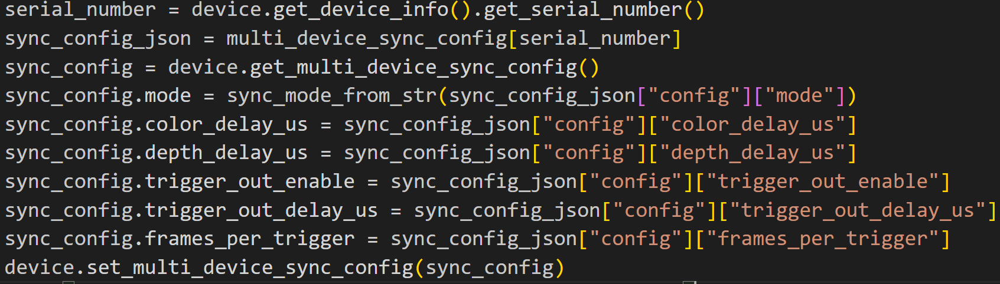 serial_number = device.get_device_info().get_serial_number()
sync_config_json = multi_device_sync_config[serial_number]
sync_config = device.get_multi_device_sync_config()
sync_config.mode = sync_mode_from_str(sync_config_json["config"]["mode"])
sync_config.color_delay_us = sync_config_json["config"]["color_delay_us"]
sync_config.depth_delay_us = sync_config_json["config"]["depth_delay_us"]
sync_config.trigger_out_enable = sync_config_json["config"]["trigger_out_enable"]
sync_config.trigger_out_delay_us = sync_config_json["config"]["trigger_out_delay_us"]
sync_config.frames_per_trigger = sync_config_json["config"]["frames_per_trigger"]
device.set_multi_device_sync_config(sync_config)